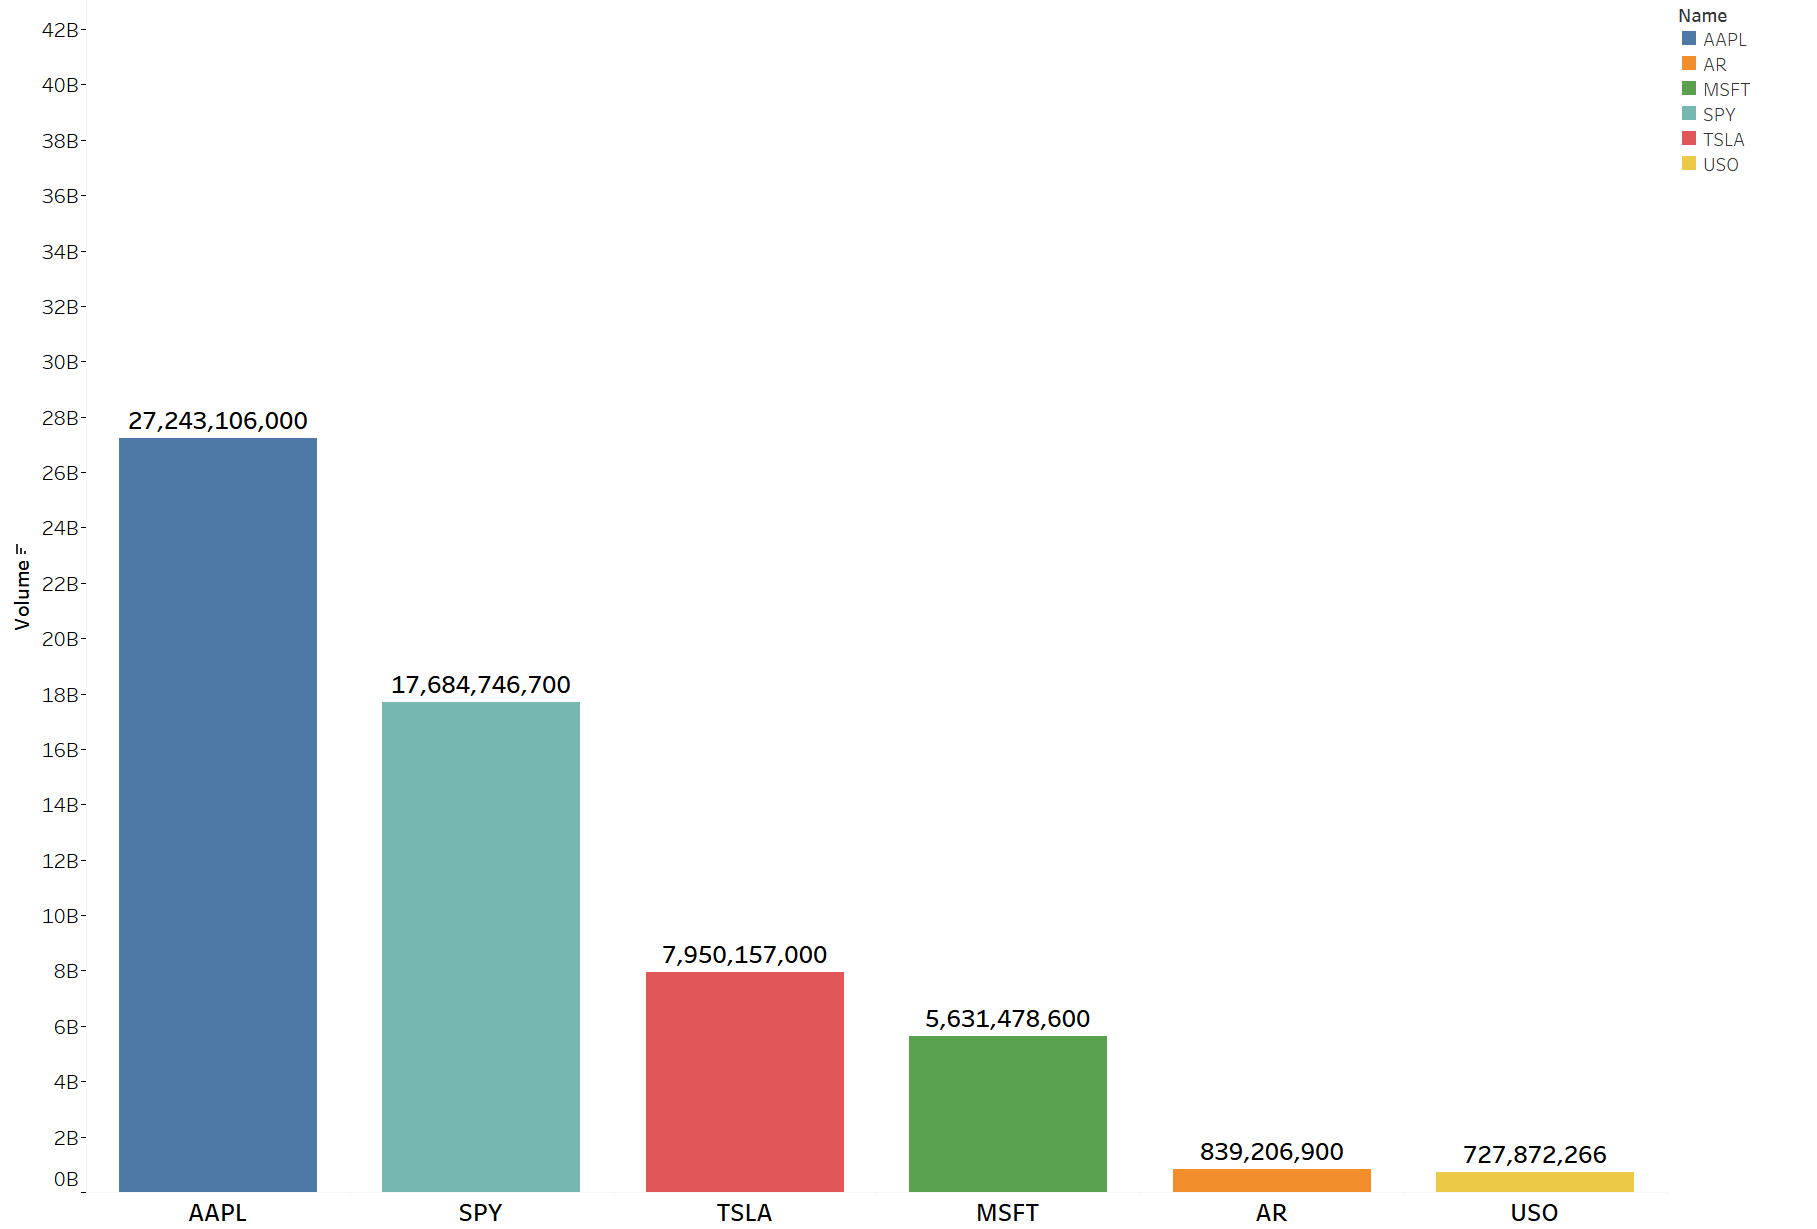 42B
40B
38B
36B
34B
32B
30B
28B
26B
24B
22B
20B
18B
16B
14B
12B
10B
8B
6B
4B
2B
0B
Volume
27,243,106,000
17,684,746,700
7,950,157,000
5,631,478,600
839,206,900
727,872,266
AAPL
SPY
TSLA
MSFT
AR
USO
Name
AAPL
AR
MSFT
SPY
TSLA
USO